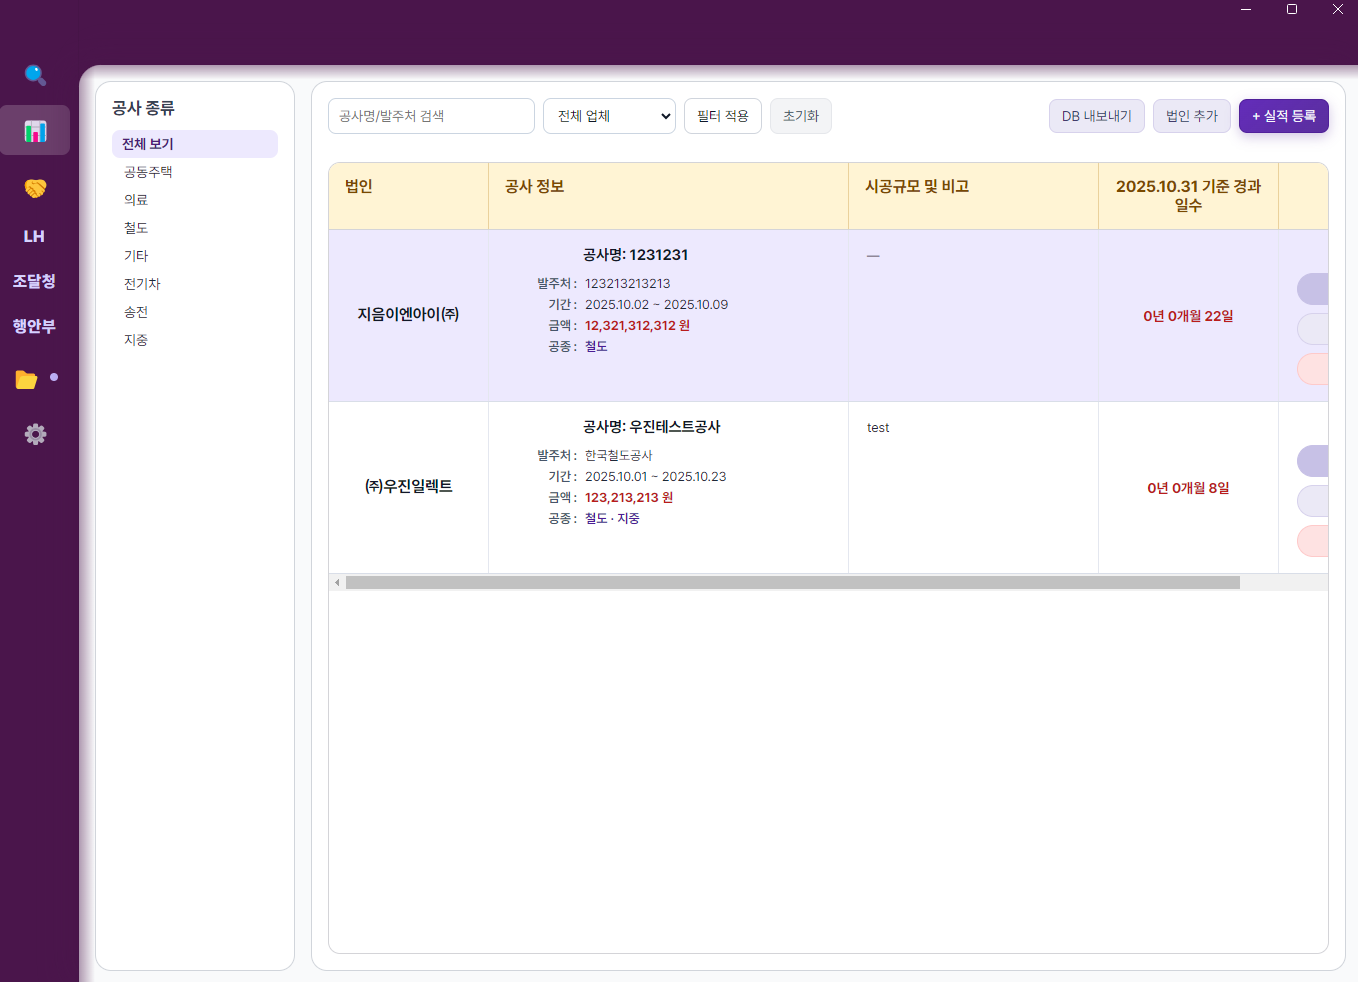 LH
조달청
행안부
공사 종류
전체 보기
공동주택
의료
철도
기타
전기차
송전
지중
공사명/발주처 검색
전체 업체
필터 적용
초기화
DB 내보내기
법인 추가
+ 실적 등록
법인
공사 정보
시공규모 및 비고
2025.10.31 기준 경과
일수
지음이엔아이㈜
공사명: 1231231
발주처 : 123213213213
기간 : 2025.10.02 ~ 2025.10.09
금액 : 12,321,312,312 원
공종 : 철도
—
0년 0개월 22일
㈜우진일렉트
공사명: 우진테스트공사
발주처 : 한국철도공사
기간 : 2025.10.01 ~ 2025.10.23
금액 : 123,213,213 원
공종 : 철도 · 지중
test
0년 0개월 8일